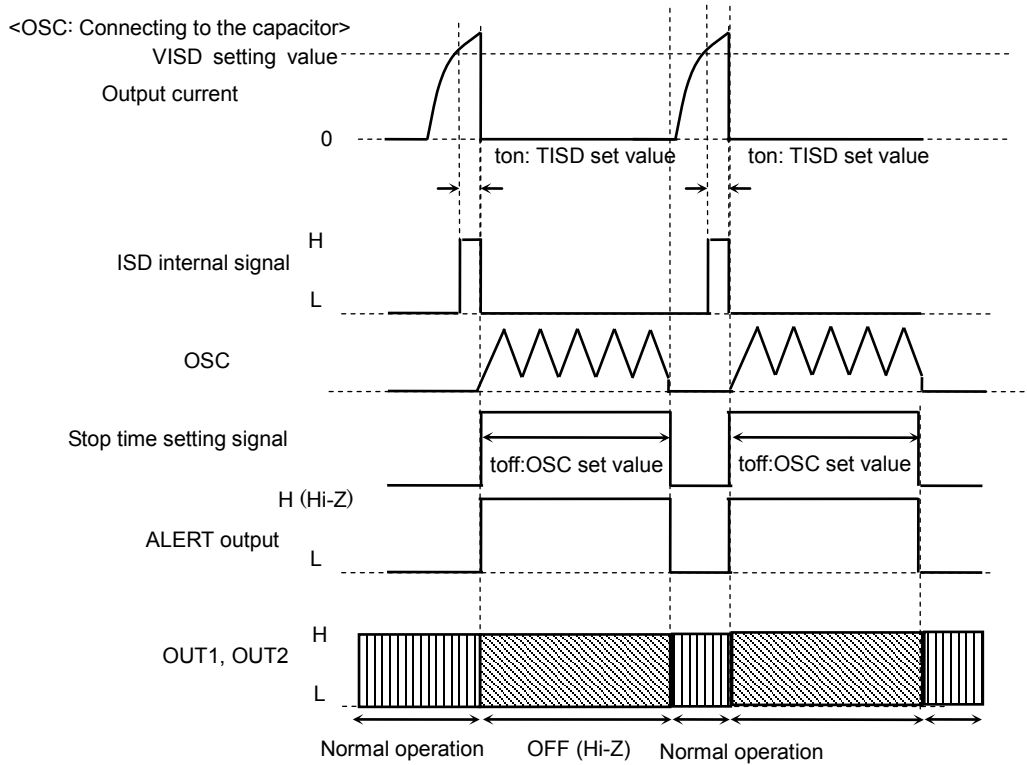 <OSC: Connecting to the capacitor>
VISD setting value
Output current
0
ton: TISD set value
ton: TISD set value
H
ISD internal signal
L
OSC
Stop time setting signal
toff:OSC set value
toff:OSC set value
H (Hi-Z)
ALERT output
L
H
OUT1, OUT2
L
Normal operation
OFF (Hi-Z)
Normal operation